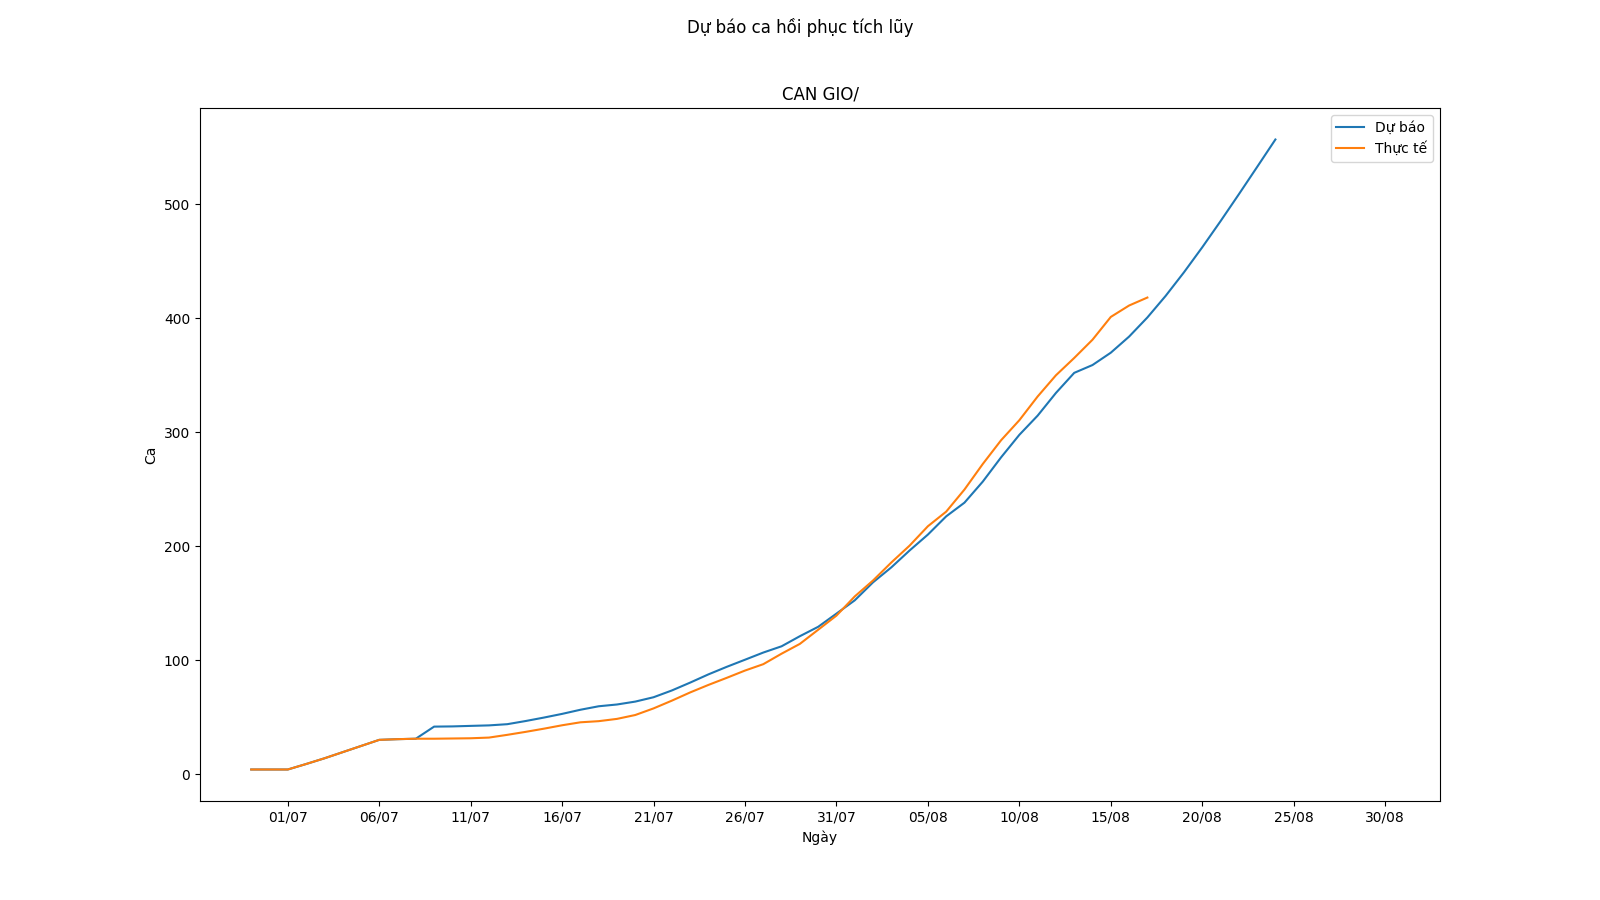 Dự báo ca hồi phục tích lũy
CAN GIO/
Dự báo
Thực tế
500
400
300
200
100
0
Ca
01/07 06/07 11/07 16/07 21/07 26/07 31/07 05/08 10/08 15/08 20/08 25/08 30/08
Ngày